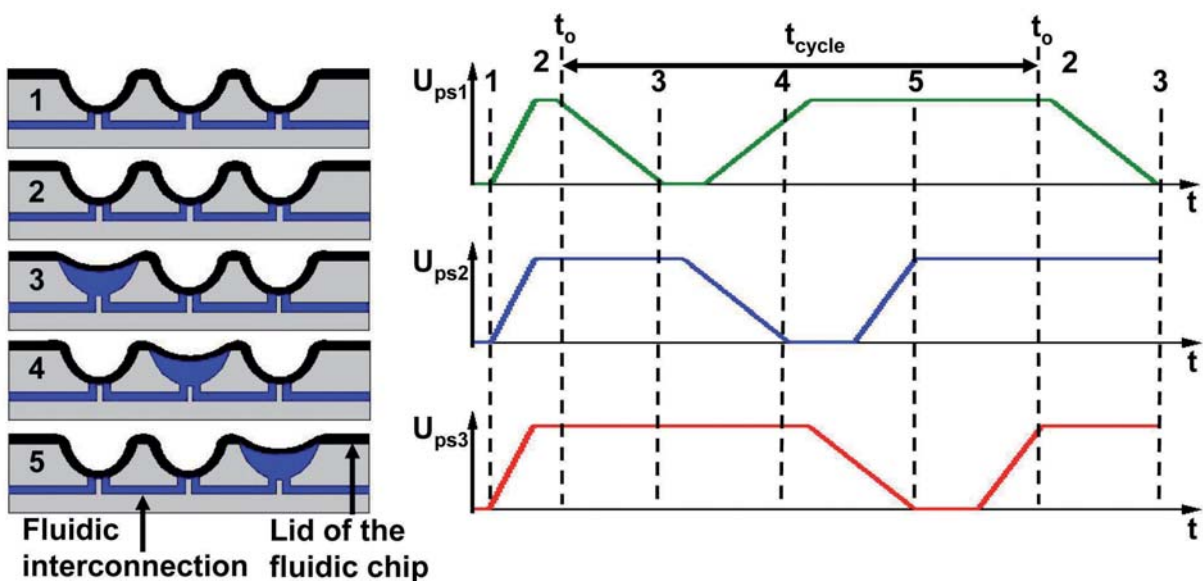 1
2
3
4
5
Fluidic
interconnection
Lid of the
fluidic chip
t_o
t_cycle
t_o
1 2 3 4 5 2 3
U_ps1
t
U_ps2
t
U_ps3
t